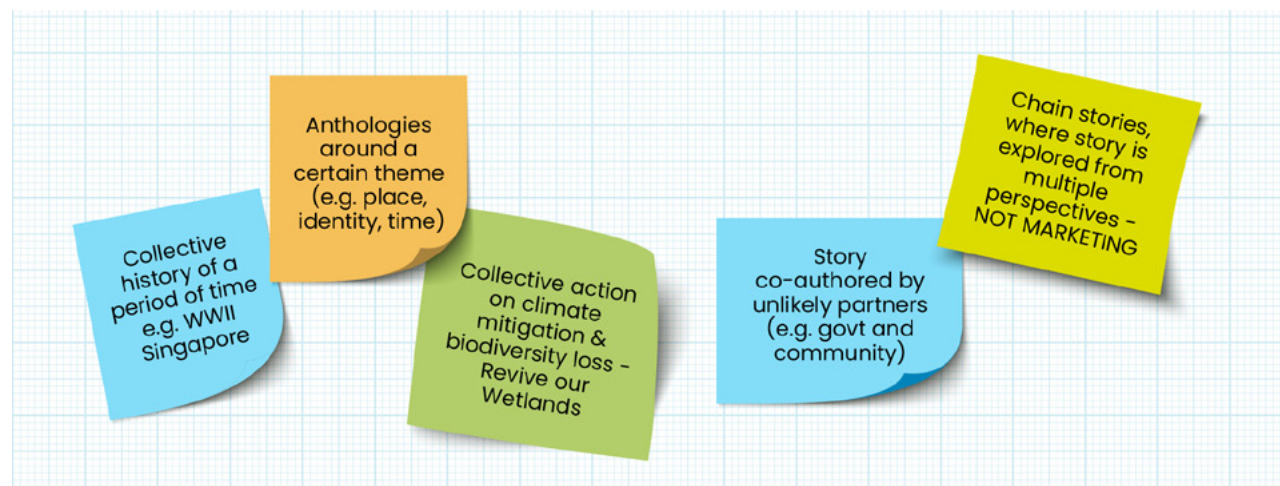 Collective
history of a
period of time
e.g. WWII
Singapore
Anthologies
around a
certain theme
(e.g. place,
identity, time)
Collective action
on climate
mitigation &
biodiversity loss –
Revive our
Wetlands
Story
co-authored by
unlikely partners
(e.g. govt and
community)
Chain stories,
where story is
explored from
multiple
perspectives –
NOT MARKETING